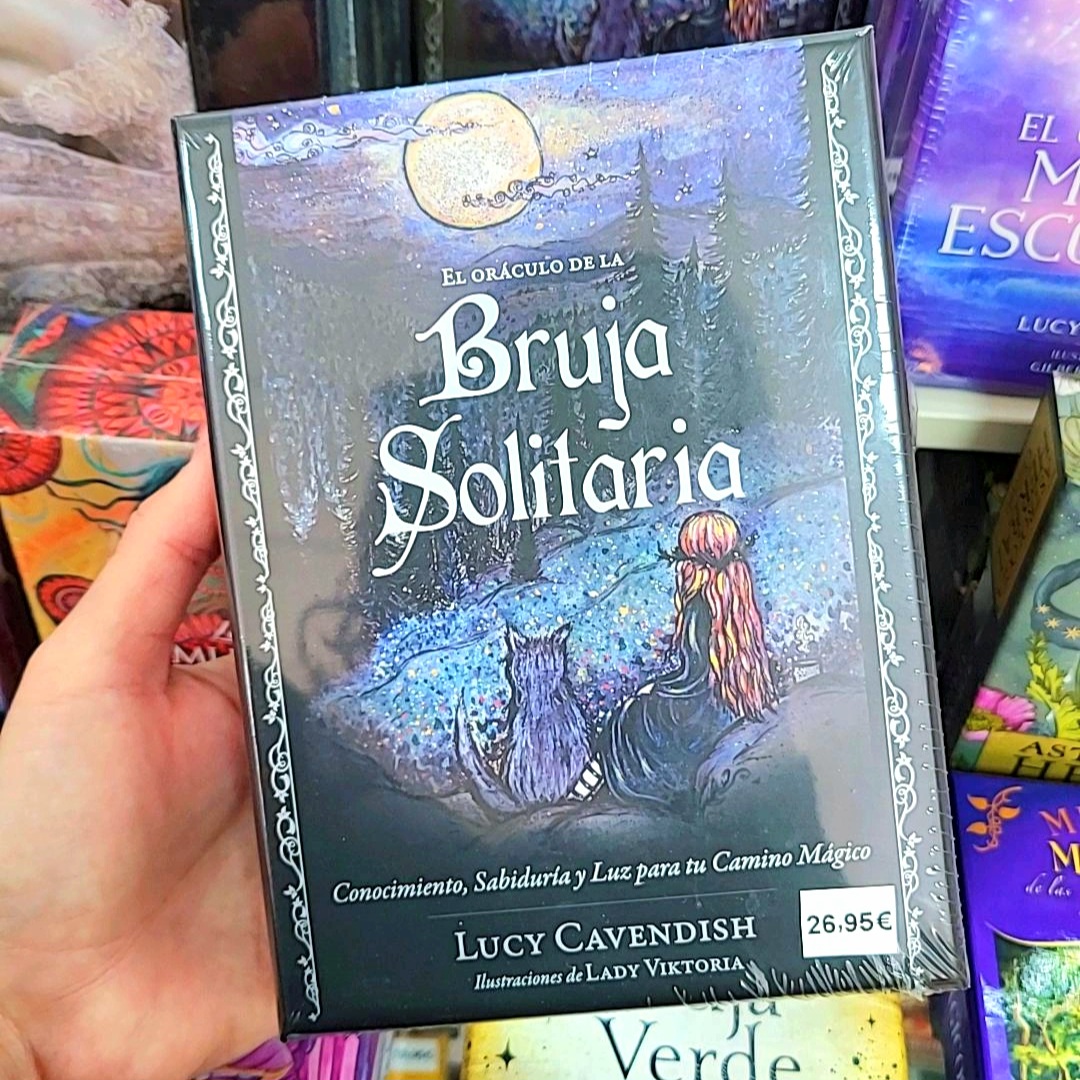 EL ORÁCULO DE LA
Bruja
Solitaria
Conocimiento, Sabiduría y Luz para tu Camino Mágico
LUCY CAVENDISH
Ilustraciones de LADY VIKTORIA
26,95€
EL
LUCY
Verde